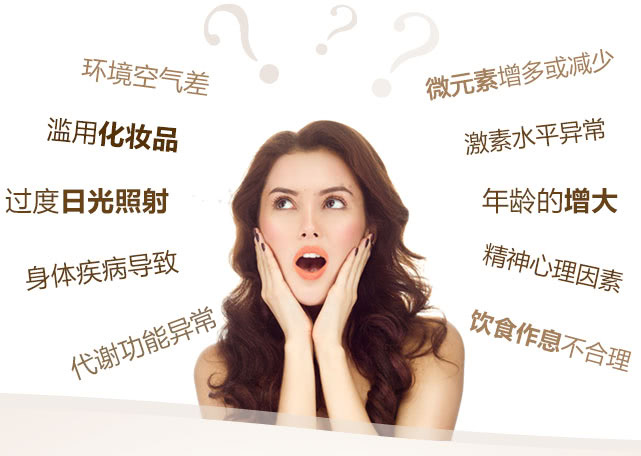 环境空气差
滥用化妆品
过度日光照射
身体疾病导致
代谢功能异常
微元素增多或减少
激素水平异常
年龄的增大
精神心理因素
饮食作息不合理